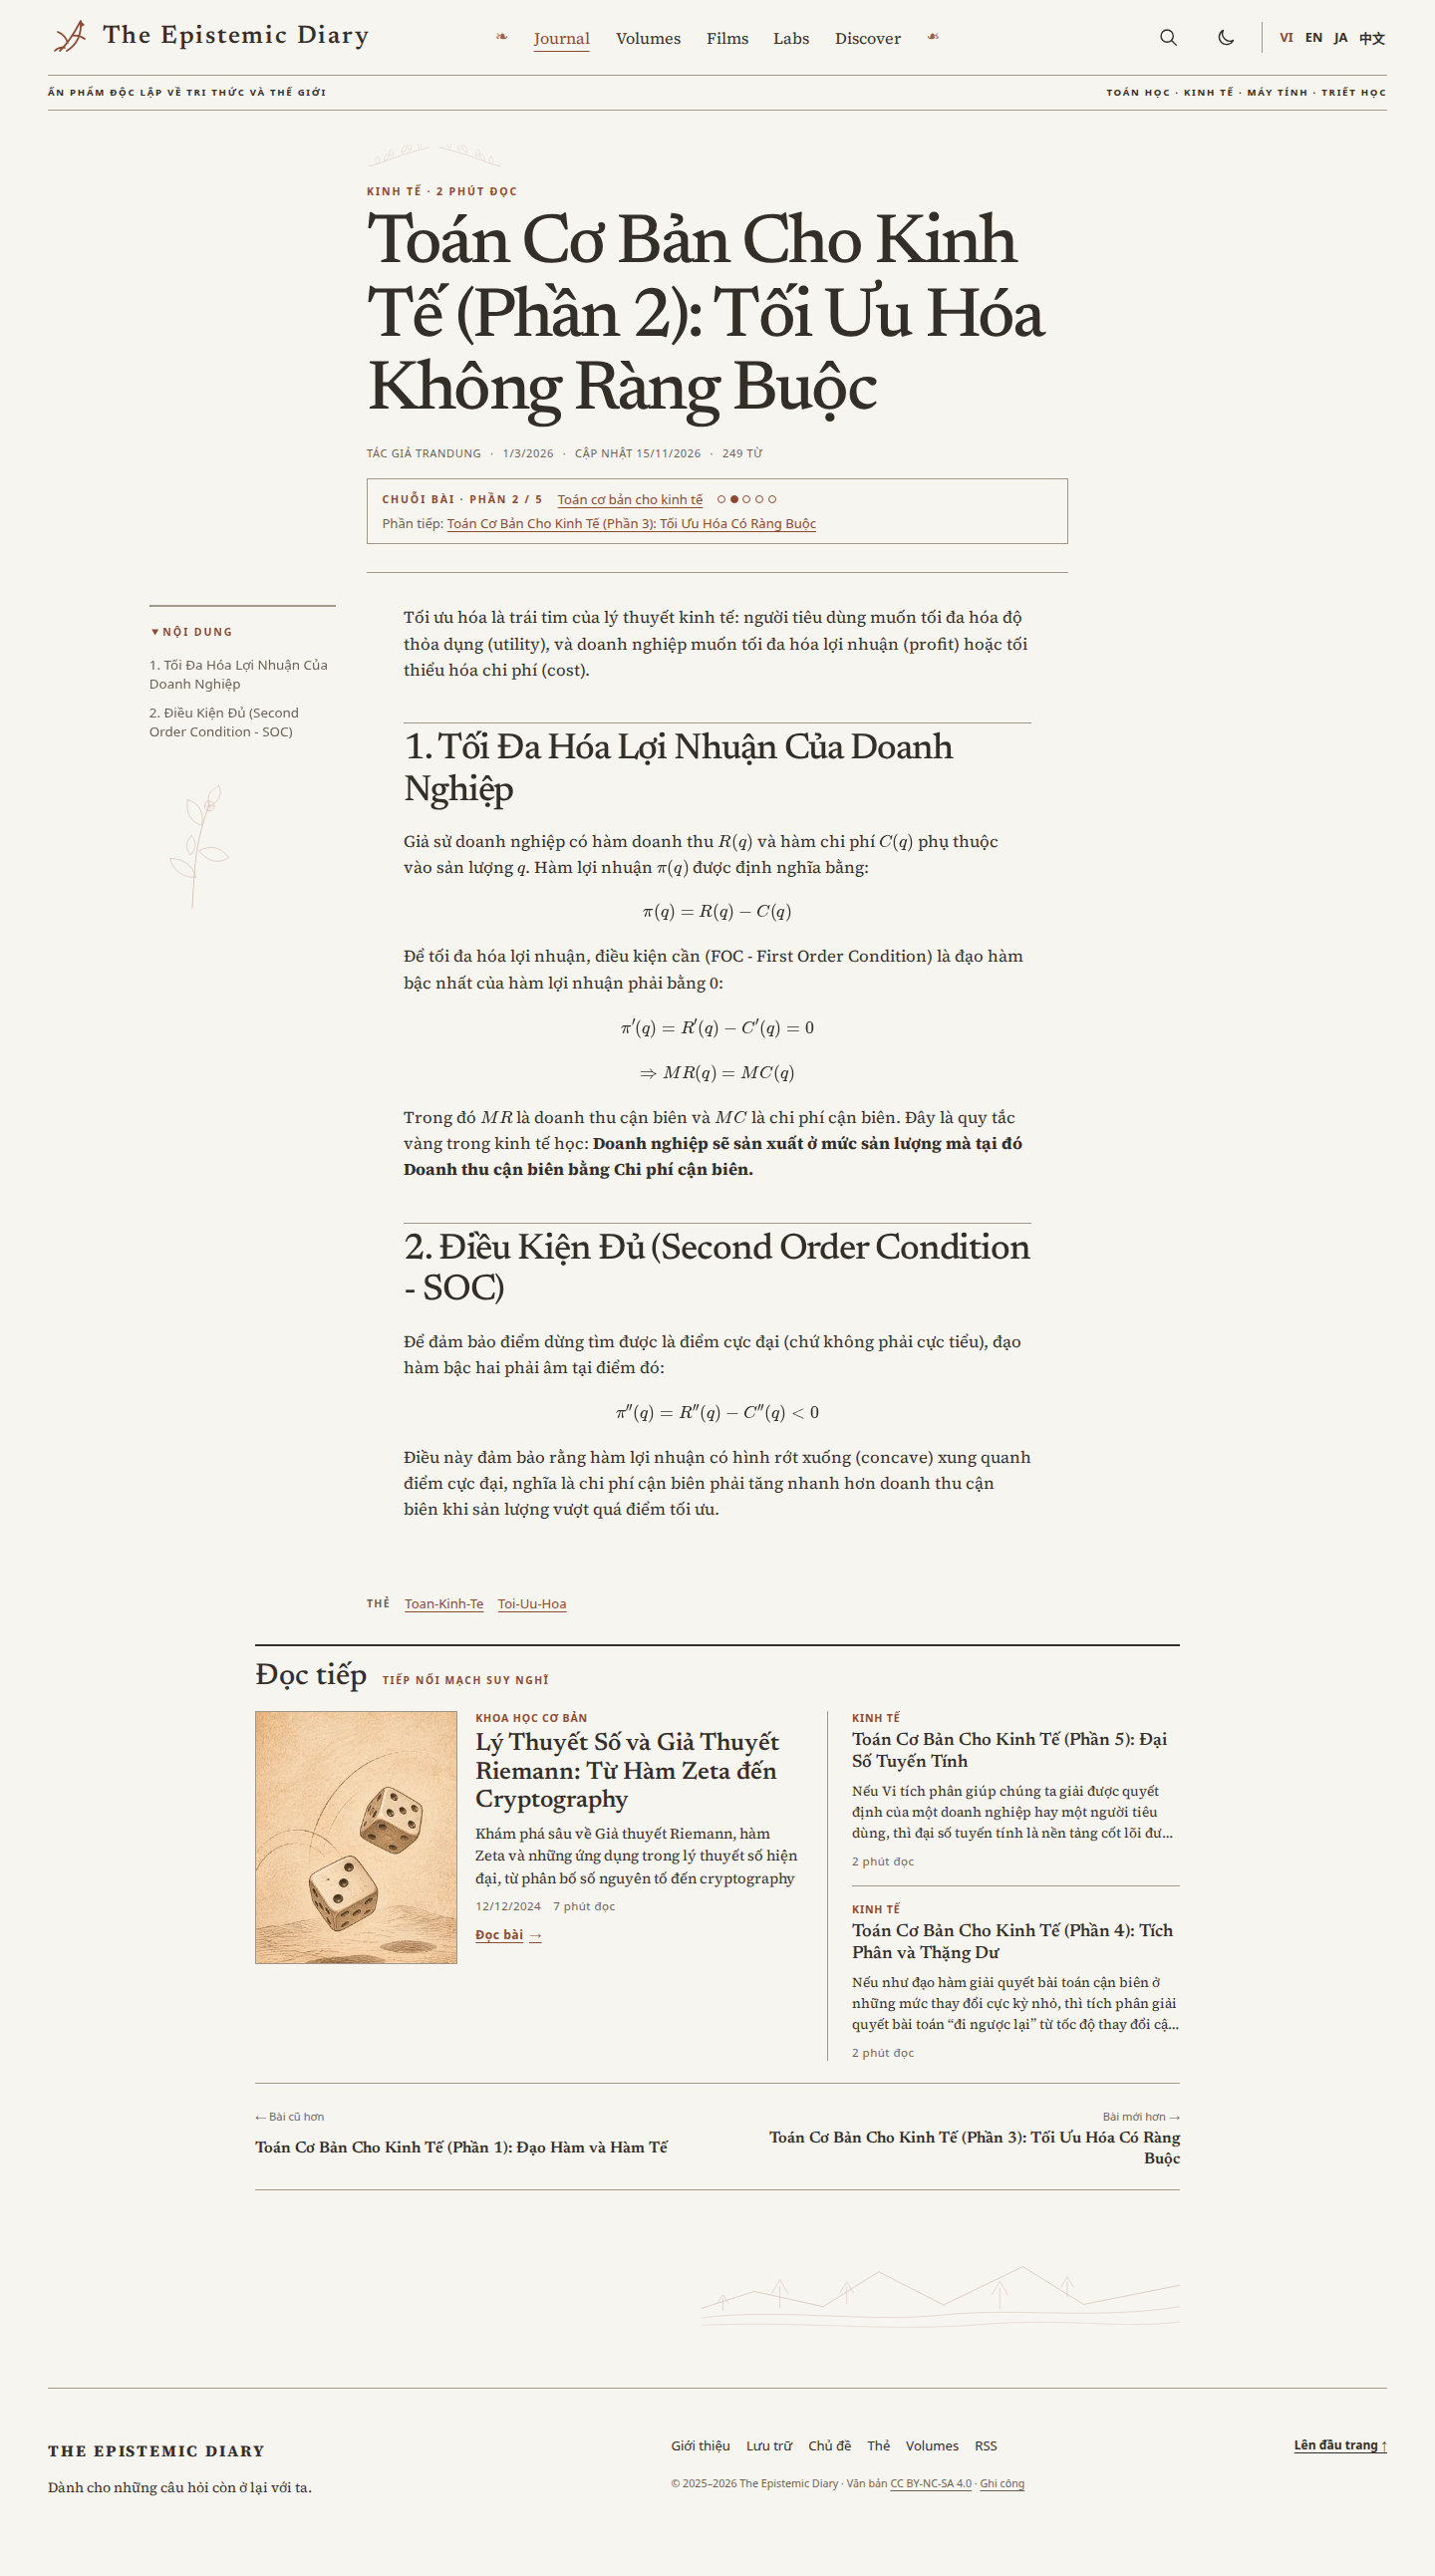 The Epistemic Diary
Journal Volumes Films Labs Discover
VI EN JA 中文
ẤN PHẨM ĐỘC LẬP VỀ TRI THỨC VÀ THẾ GIỚI
TOÁN HỌC · KINH TẾ · MÁY TÍNH · TRIẾT HỌC
KINH TẾ · 2 PHÚT ĐỌC
Toán Cơ Bản Cho Kinh
Tế (Phần 2): Tối Ưu Hóa
Không Ràng Buộc
TÁC GIẢ TRANDUNG · 1/3/2026 · CẬP NHẬT 15/11/2026 · 249 TỪ
CHUỖI BÀI · PHẦN 2 / 5 Toán cơ bản cho kinh tế
Phần tiếp: Toán Cơ Bản Cho Kinh Tế (Phần 3): Tối Ưu Hóa Có Ràng Buộc
▼ NỘI DUNG
1. Tối Đa Hóa Lợi Nhuận Của
Doanh Nghiệp
2. Điều Kiện Đủ (Second
Order Condition - SOC)
Tối ưu hóa là trái tim của lý thuyết kinh tế: người tiêu dùng muốn tối đa hóa độ
thỏa dụng (utility), và doanh nghiệp muốn tối đa hóa lợi nhuận (profit) hoặc tối
thiểu hóa chi phí (cost).
1. Tối Đa Hóa Lợi Nhuận Của Doanh
Nghiệp
Giả sử doanh nghiệp có hàm doanh thu R(q) và hàm chi phí C(q) phụ thuộc
vào sản lượng q. Hàm lợi nhuận π(q) được định nghĩa bằng:
π(q) = R(q) − C(q)
Để tối đa hóa lợi nhuận, điều kiện cần (FOC - First Order Condition) là đạo hàm
bậc nhất của hàm lợi nhuận phải bằng 0:
π′(q) = R′(q) − C′(q) = 0
⇒ MR(q) = MC(q)
Trong đó MR là doanh thu cận biên và MC là chi phí cận biên. Đây là quy tắc
vàng trong kinh tế học: Doanh nghiệp sẽ sản xuất ở mức sản lượng mà tại đó
Doanh thu cận biên bằng Chi phí cận biên.
2. Điều Kiện Đủ (Second Order Condition
- SOC)
Để đảm bảo điểm dừng tìm được là điểm cực đại (chứ không phải cực tiểu), đạo
hàm bậc hai phải âm tại điểm đó:
π″(q) = R″(q) − C″(q) < 0
Điều này đảm bảo rằng hàm lợi nhuận có hình rớt xuống (concave) xung quanh
điểm cực đại, nghĩa là chi phí cận biên phải tăng nhanh hơn doanh thu cận
biên khi sản lượng vượt quá điểm tối ưu.
THẺ Toan-Kinh-Te Toi-Uu-Hoa
Đọc tiếp TIẾP NỐI MẠCH SUY NGHĨ
KHOA HỌC CƠ BẢN
Lý Thuyết Số và Giả Thuyết
Riemann: Từ Hàm Zeta đến
Cryptography
Khám phá sâu về Giả thuyết Riemann, hàm
Zeta và những ứng dụng trong lý thuyết số hiện
đại, từ phân bố số nguyên tố đến cryptography
12/12/2024 7 phút đọc
Đọc bài →
KINH TẾ
Toán Cơ Bản Cho Kinh Tế (Phần 5): Đại
Số Tuyến Tính
Nếu Vi tích phân giúp chúng ta giải được quyết
định của một doanh nghiệp hay một người tiêu
dùng, thì đại số tuyến tính là nền tảng cốt lõi đư...
2 phút đọc
KINH TẾ
Toán Cơ Bản Cho Kinh Tế (Phần 4): Tích
Phân và Thặng Dư
Nếu như đạo hàm giải quyết bài toán cận biên ở
những mức thay đổi cực kỳ nhỏ, thì tích phân giải
quyết bài toán “đi ngược lại” từ tốc độ thay đổi cậ...
2 phút đọc
← Bài cũ hơn
Toán Cơ Bản Cho Kinh Tế (Phần 1): Đạo Hàm và Hàm Tế
Bài mới hơn →
Toán Cơ Bản Cho Kinh Tế (Phần 3): Tối Ưu Hóa Có Ràng
Buộc
THE EPISTEMIC DIARY
Dành cho những câu hỏi còn ở lại với ta.
Giới thiệu Lưu trữ Chủ đề Thẻ Volumes RSS
© 2025–2026 The Epistemic Diary · Văn bản CC BY-NC-SA 4.0 · Ghi công
Lên đầu trang ↑